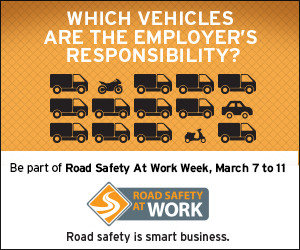 WHICH VEHICLES
ARE THE EMPLOYER'S
RESPONSIBILITY?
Be part of Road Safety At Work Week, March 7 to 11
ROAD SAFETY
AT WORK
Road safety is smart business.